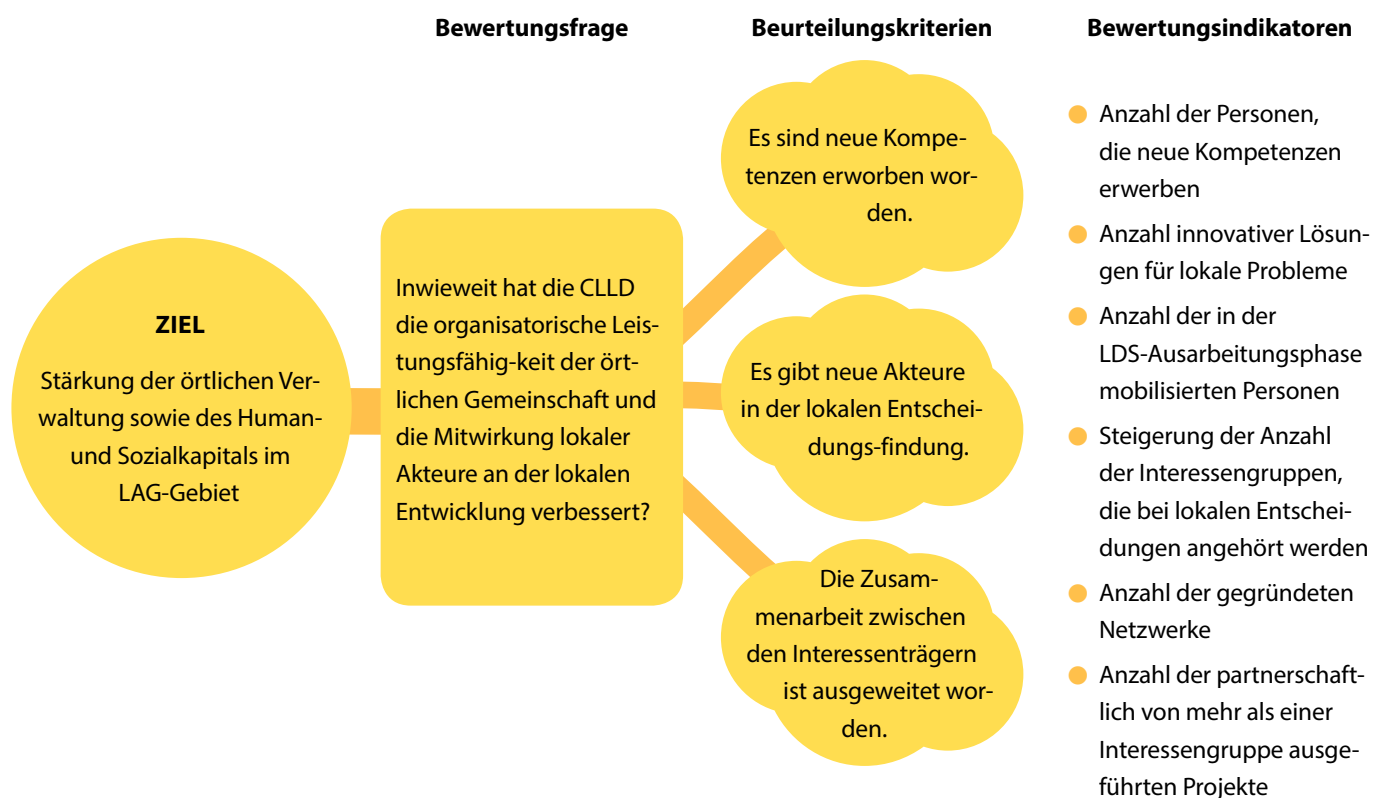 Bewertungsfrage
Beurteilungskriterien
Bewertungsindikatoren
ZIEL
Stärkung der örtlichen Ver-
waltung sowie des Human-
und Sozialkapitals im
LAG-Gebiet
Inwieweit hat die CLLD
die organisatorische Leis-
tungsfähig-keit der ört-
lichen Gemeinschaft und
die Mitwirkung lokaler
Akteure an der lokalen
Entwicklung verbessert?
Es sind neue Kompe-
tenzen erworben wor-
den.
Es gibt neue Akteure
in der lokalen Entschei-
dungs-findung.
Die Zusam-
menarbeit zwischen
den Interessenträgern
ist ausgeweitet wor-
den.
Anzahl der Personen,
die neue Kompetenzen
erwerben
Anzahl innovativer Lösun-
gen für lokale Probleme
Anzahl der in der
LDS-Ausarbeitungsphase
mobilisierten Personen
Steigerung der Anzahl
der Interessengruppen,
die bei lokalen Entschei-
dungen angehört werden
Anzahl der gegründeten
Netzwerke
Anzahl der partnerschaft-
lich von mehr als einer
Interessengruppe ausge-
führten Projekte